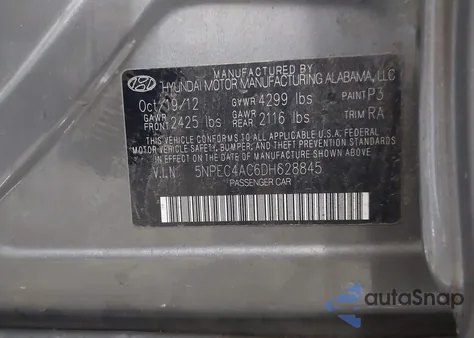 MANUFACTURED BY
HYUNDAI MOTOR MANUFACTURING ALABAMA, LLC
Oct/19/12 GVWR 4299 lbs PAINT P3
GAWR FRONT 2425 lbs GAWR REAR 2116 lbs TRIM RA
THIS VEHICLE CONFORMS TO ALL APPLICABLE U.S.A. FEDERAL
MOTOR VEHICLE SAFETY, BUMPER, AND THEFT PREVENTION STANDARDS
IN EFFECT ON THE DATE OF MANUFACTURE SHOWN ABOVE.
V.I.N 5NPEC4AC6DH628845
PASSENGER CAR
autoSnap